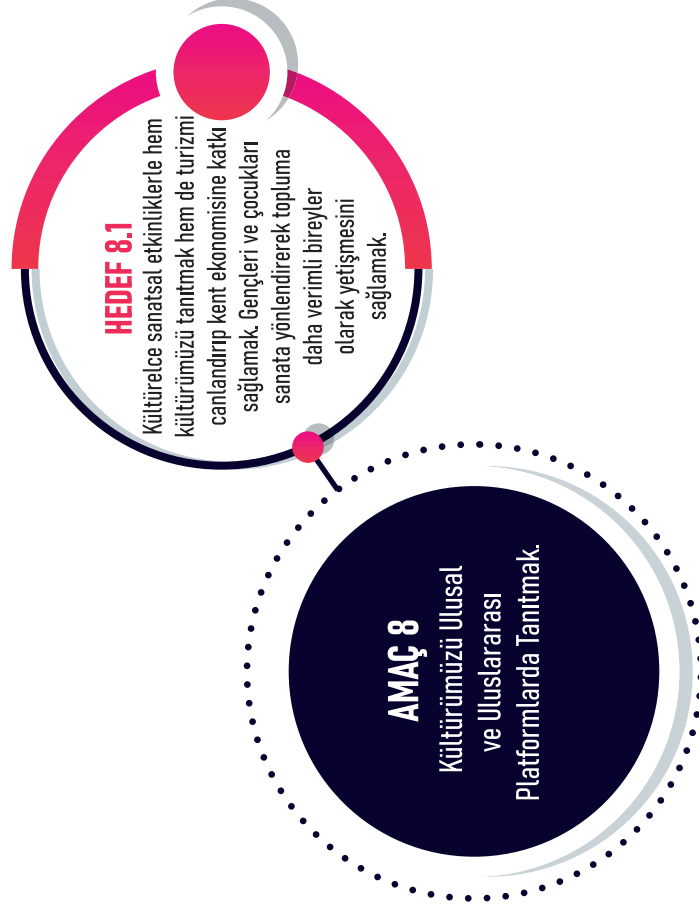 AMAÇ 8
Kültürümüzü Ulusal
ve Uluslararası
Platformlarda Tanıtmak.
HEDEF 8.1
Kültürelce sanatsal etkinliklerle hem
kültürümüzü tanıtmak hem de turizmi
canlandırıp kent ekonomisine katkı
sağlamak. Gençleri ve çocukları
sanata yönlendirerek topluma
daha verimli bireyler
olarak yetişmesini
sağlamak.